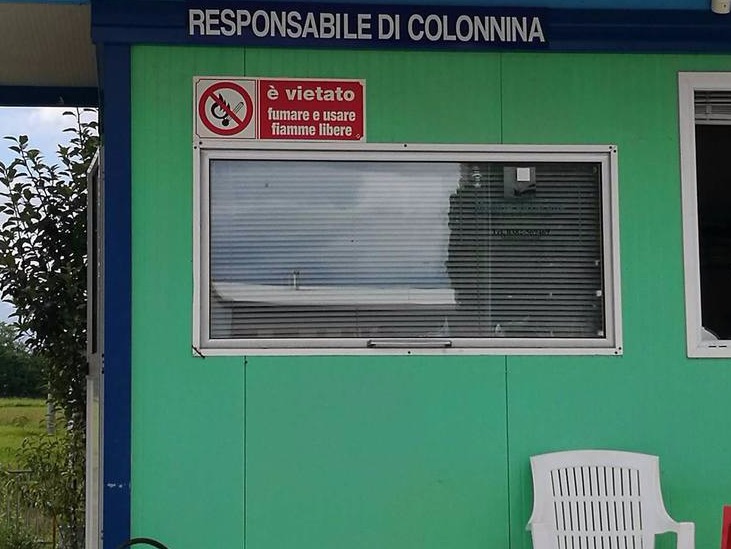 RESPONSABILE DI COLONNINA
è vietato
fumare e usare
fiamme libere